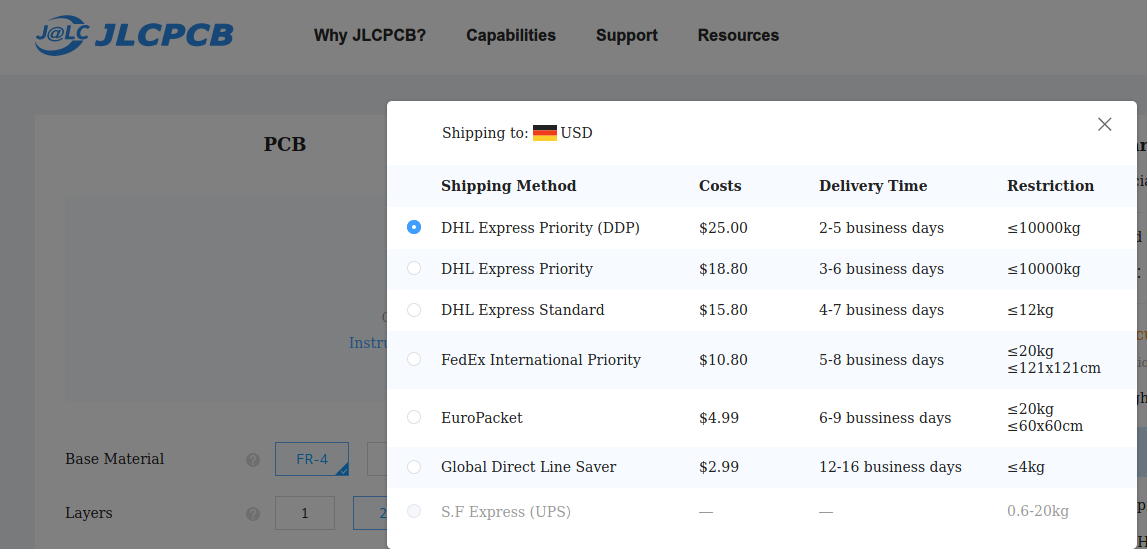 J@LC JLCPCB Why JLCPCB? Capabilities Support Resources
PCB
Shipping to: USD
Shipping Method Costs Delivery Time Restriction
DHL Express Priority (DDP) $25.00 2-5 business days ≤10000kg
DHL Express Priority $18.80 3-6 business days ≤10000kg
DHL Express Standard $15.80 4-7 business days ≤12kg
FedEx International Priority $10.80 5-8 business days ≤20kg
≤121x121cm
EuroPacket $4.99 6-9 bussiness days ≤20kg
≤60x60cm
Base Material ? FR-4
Global Direct Line Saver $2.99 12-16 business days ≤4kg
Layers ? 1 2
S.F Express (UPS) — — 0.6-20kg